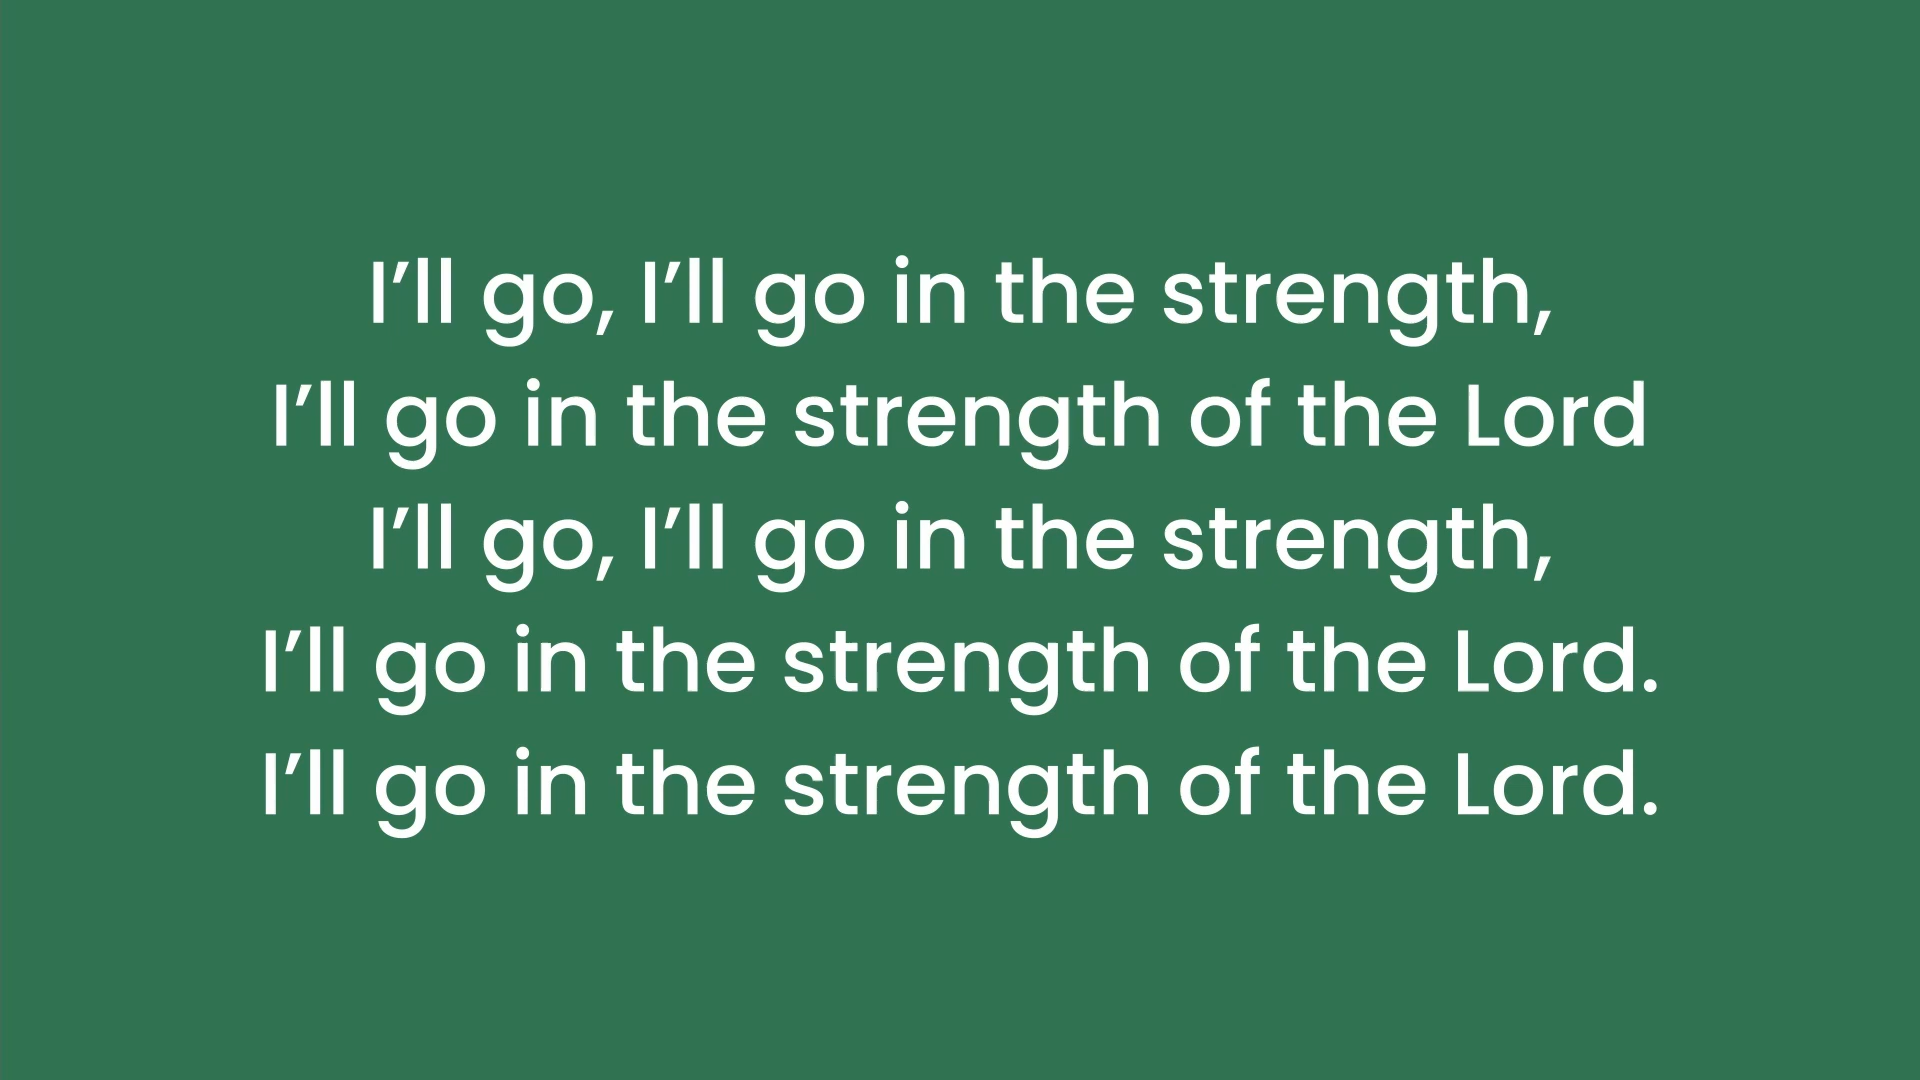 I’ll go, I’ll go in the strength,
I’ll go in the strength of the Lord
I’ll go, I’ll go in the strength,
I’ll go in the strength of the Lord.
I’ll go in the strength of the Lord.